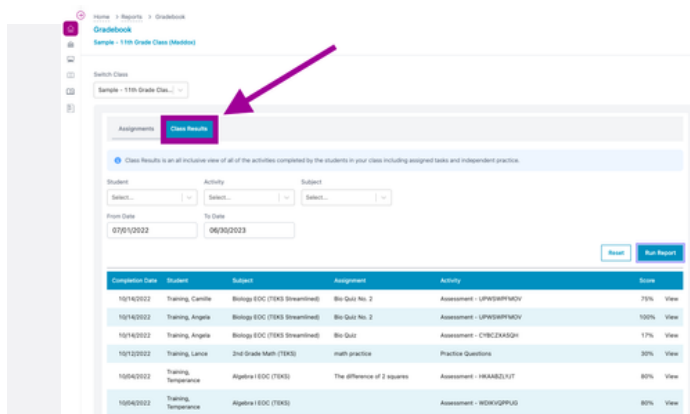 Home > Reports > Gradebook
Gradebook
Sample - 11th Grade Class (Maddox)
Switch Class
Sample - 11th Grade Clas...
Assignments Class Results
Class Results is an all inclusive view of all of the activities completed by the students in your class including assigned tasks and independent practice.
Student Activity Subject
Select... Select... Select...
From Date To Date
07/01/2022 06/30/2023
Reset Run Report
Completion Date Student Subject Assignment Activity Score
10/14/2022 Training, Camille Biology EOC (TEKS Streamlined) Bio Quiz No. 2 Assessment - UPWSWPFMOV 75% View
10/14/2022 Training, Angela Biology EOC (TEKS Streamlined) Bio Quiz No. 2 Assessment - UPWSWPFMOV 100% View
10/14/2022 Training, Angela Biology EOC (TEKS Streamlined) Bio Quiz Assessment - CYBCZXASQH 17% View
10/12/2022 Training, Lance 2nd Grade Math (TEKS) math practice Practice Questions 30% View
10/04/2022 Training, Temperance Algebra I EOC (TEKS) The difference of 2 squares Assessment - 80% View
10/04/2022 Training, Temperance Algebra I EOC (TEKS) Assessment - WDWVQPPUG 80% View